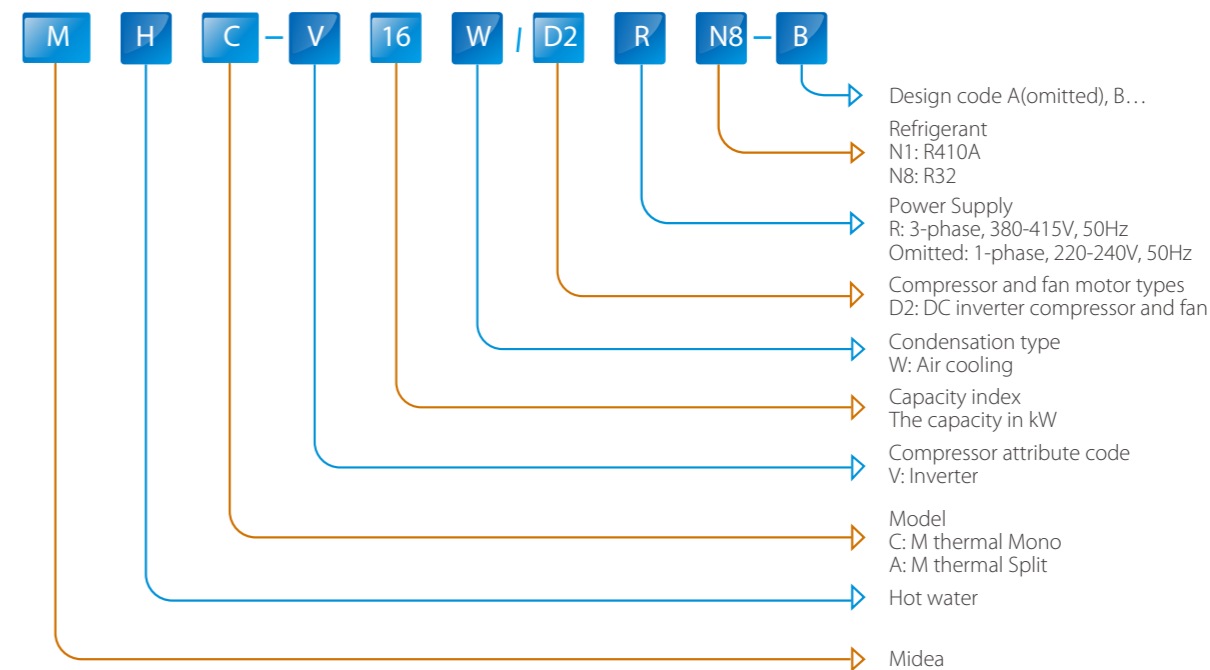 M H C – V 16 W / D2 R N8 – B
Design code A(omitted), B…
Refrigerant
N1: R410A
N8: R32
Power Supply
R: 3-phase, 380-415V, 50Hz
Omitted: 1-phase, 220-240V, 50Hz
Compressor and fan motor types
D2: DC inverter compressor and fan
Condensation type
W: Air cooling
Capacity index
The capacity in kW
Compressor attribute code
V: Inverter
Model
C: M thermal Mono
A: M thermal Split
Hot water
Midea